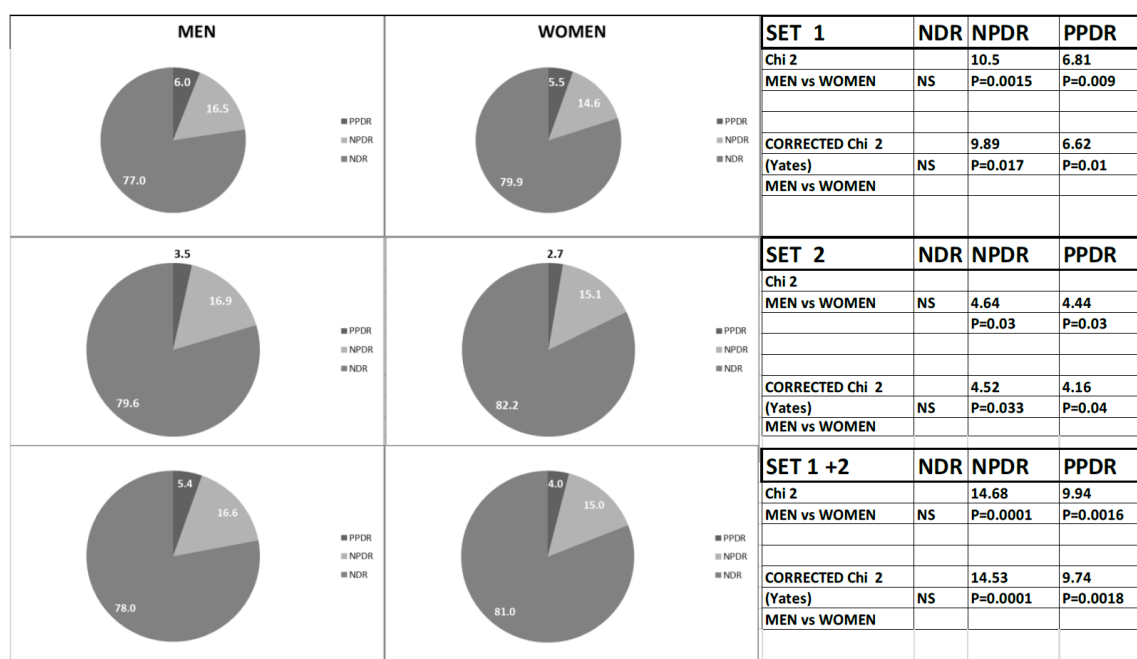 MEN
6.0
16.5
77.0
PPDR
NPDR
NDR
WOMEN
5.5
14.6
79.9
PPDR
NPDR
NDR
SET 1 NDR NPDR PPDR
Chi 2 10.5 6.81
MEN vs WOMEN NS P=0.0015 P=0.009
CORRECTED Chi 2 9.89 6.62
(Yates) NS P=0.017 P=0.01
MEN vs WOMEN
3.5
16.9
79.6
PPDR
NPDR
NDR
2.7
15.1
82.2
PPDR
NPDR
NDR
SET 2 NDR NPDR PPDR
Chi 2
MEN vs WOMEN NS 4.64 4.44
P=0.03 P=0.03
CORRECTED Chi 2 4.52 4.16
(Yates) NS P=0.033 P=0.04
MEN vs WOMEN
5.4
16.6
78.0
PPDR
NPDR
NDR
4.0
15.0
81.0
PPDR
NPDR
NDR
SET 1 +2 NDR NPDR PPDR
Chi 2 14.68 9.94
MEN vs WOMEN NS P=0.0001 P=0.0016
CORRECTED Chi 2 14.53 9.74
(Yates) NS P=0.0001 P=0.0018
MEN vs WOMEN